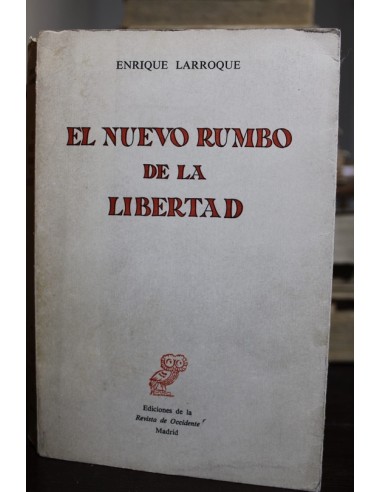 ENRIQUE LARROQUE
EL NUEVO RUMBO
DE LA
LIBERTAD
Ediciones de la
Revista de Occidente
Madrid